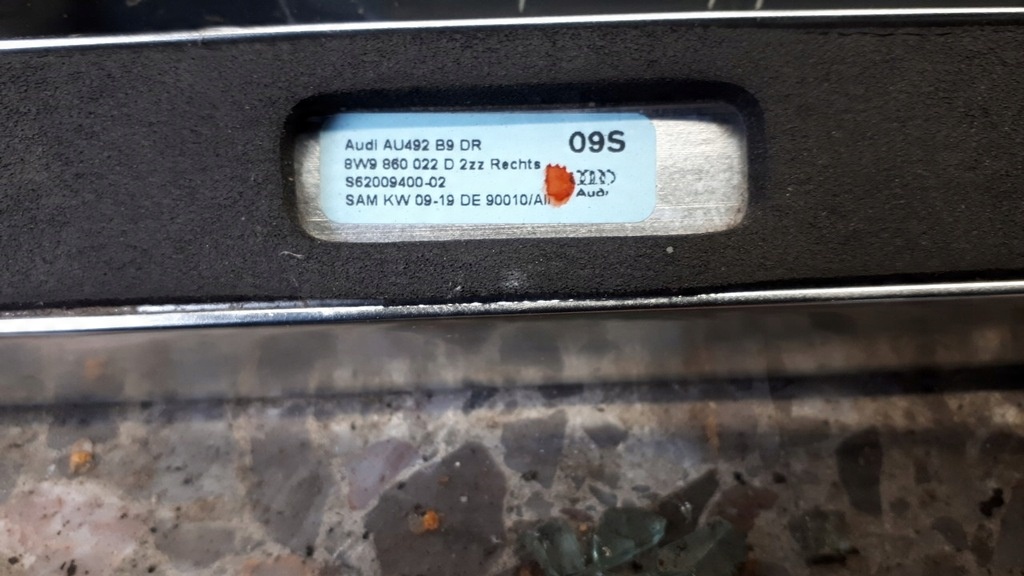 Audi AU492 B9 DR
09S
8W9 860 022 D 2zz Rechts
S62009400-02
Audi
SAM KW 09-19 DE 90010/